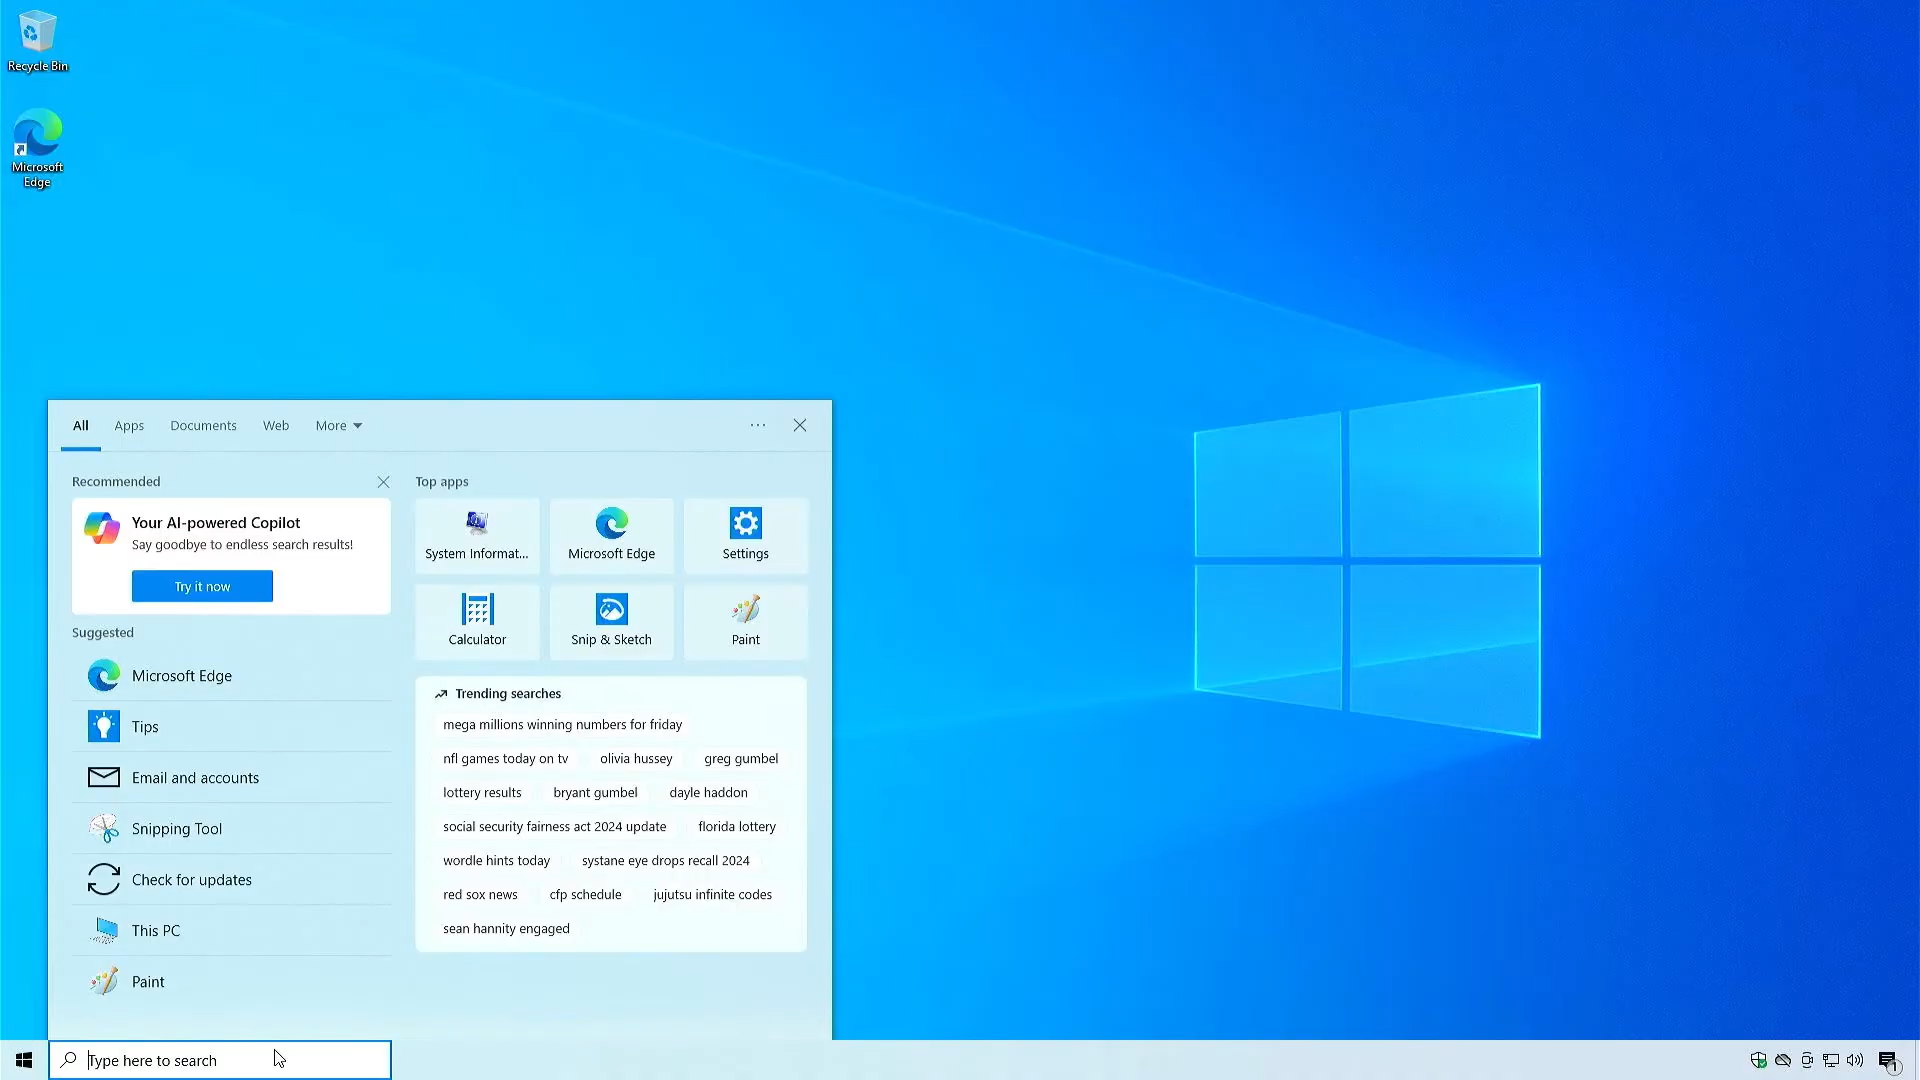 Recycle Bin
Microsoft
Edge
All Apps Documents Web More
Recommended
Your AI-powered Copilot
Say goodbye to endless search results!
Try it now
Suggested
Microsoft Edge
Tips
Email and accounts
Snipping Tool
Check for updates
This PC
Paint
Top apps
System Informat... Microsoft Edge Settings
Calculator Snip & Sketch Paint
Trending searches
mega millions winning numbers for friday
nfl games today on tv olivia hussey greg gumbel
lottery results bryant gumbel dayle haddon
social security fairness act 2024 update florida lottery
wordle hints today systane eye drops recall 2024
red sox news cfp schedule jujutsu infinite codes
sean hannity engaged
Type here to search
1